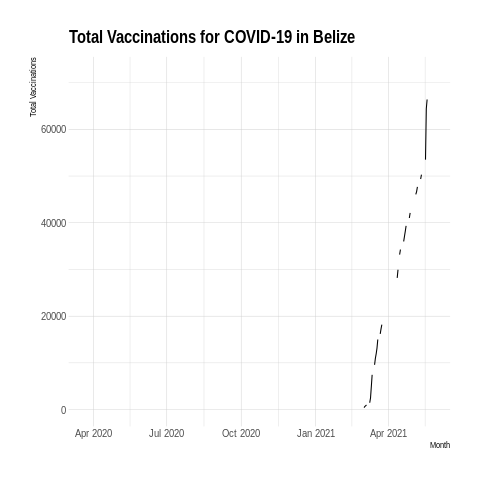 Total Vaccinations for COVID-19 in Belize
Total Vaccinations
60000
40000
20000
0
Apr 2020 Jul 2020 Oct 2020 Jan 2021 Apr 2021
Month